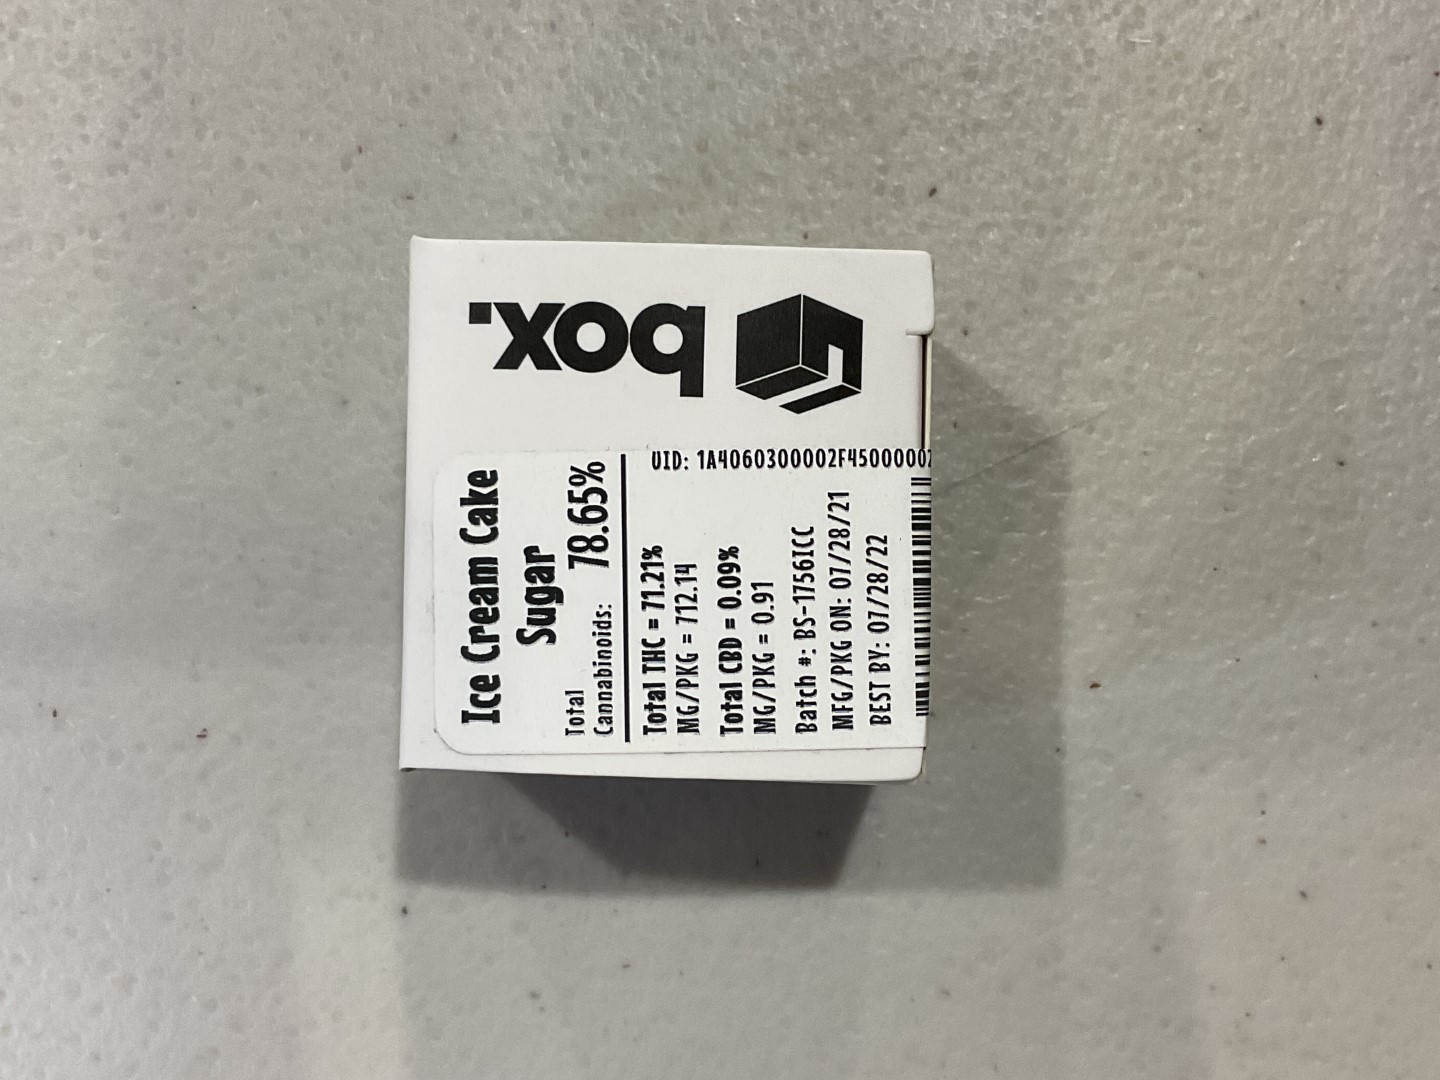 box.
Ice Cream Cake
Sugar
Total
Cannabinoids: 78.65%
Total THC = 71.21%
MG/PKG = 712.14
Total CBD = 0.09%
MG/PKG = 0.91
Batch #: BS-1756ICC
MFG/PKG ON: 07/28/21
BEST BY: 07/28/22
UID: 1A4060300002F4500000